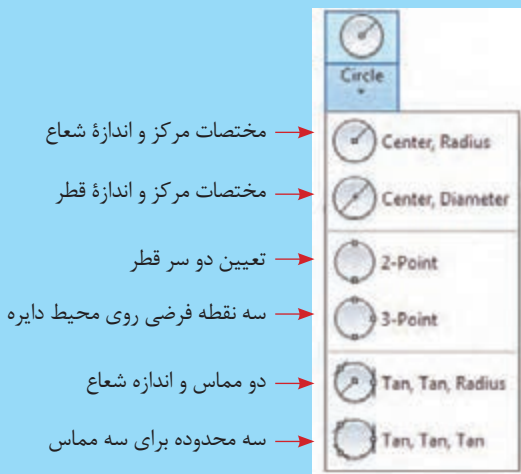 Circle
مختصات مرکز و اندازهٔ شعاع
Center, Radius
مختصات مرکز و اندازهٔ قطر
Center, Diameter
تعیین دو سر قطر
2-Point
سه نقطه فرضی روی محیط دایره
3-Point
دو مماس و اندازه شعاع
Tan, Tan, Radius
سه محدوده برای سه مماس
Tan, Tan, Tan